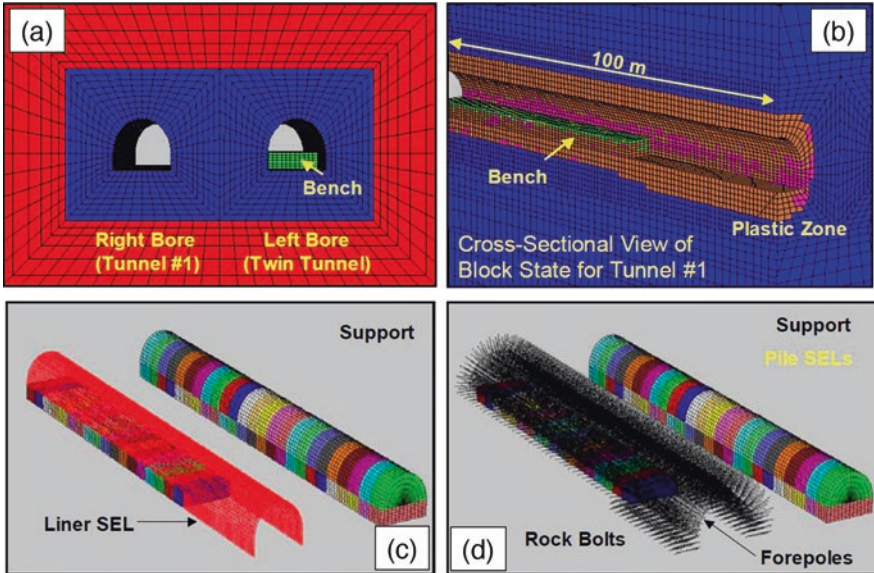 (a)
Bench
Right Bore
(Tunnel #1)
Left Bore
(Twin Tunnel)
(b)
100 m
Bench
Plastic Zone
Cross-Sectional View of
Block State for Tunnel #1
Support
Liner SEL
(c)
Support
Pile SELs
Rock Bolts
Forepoles
(d)